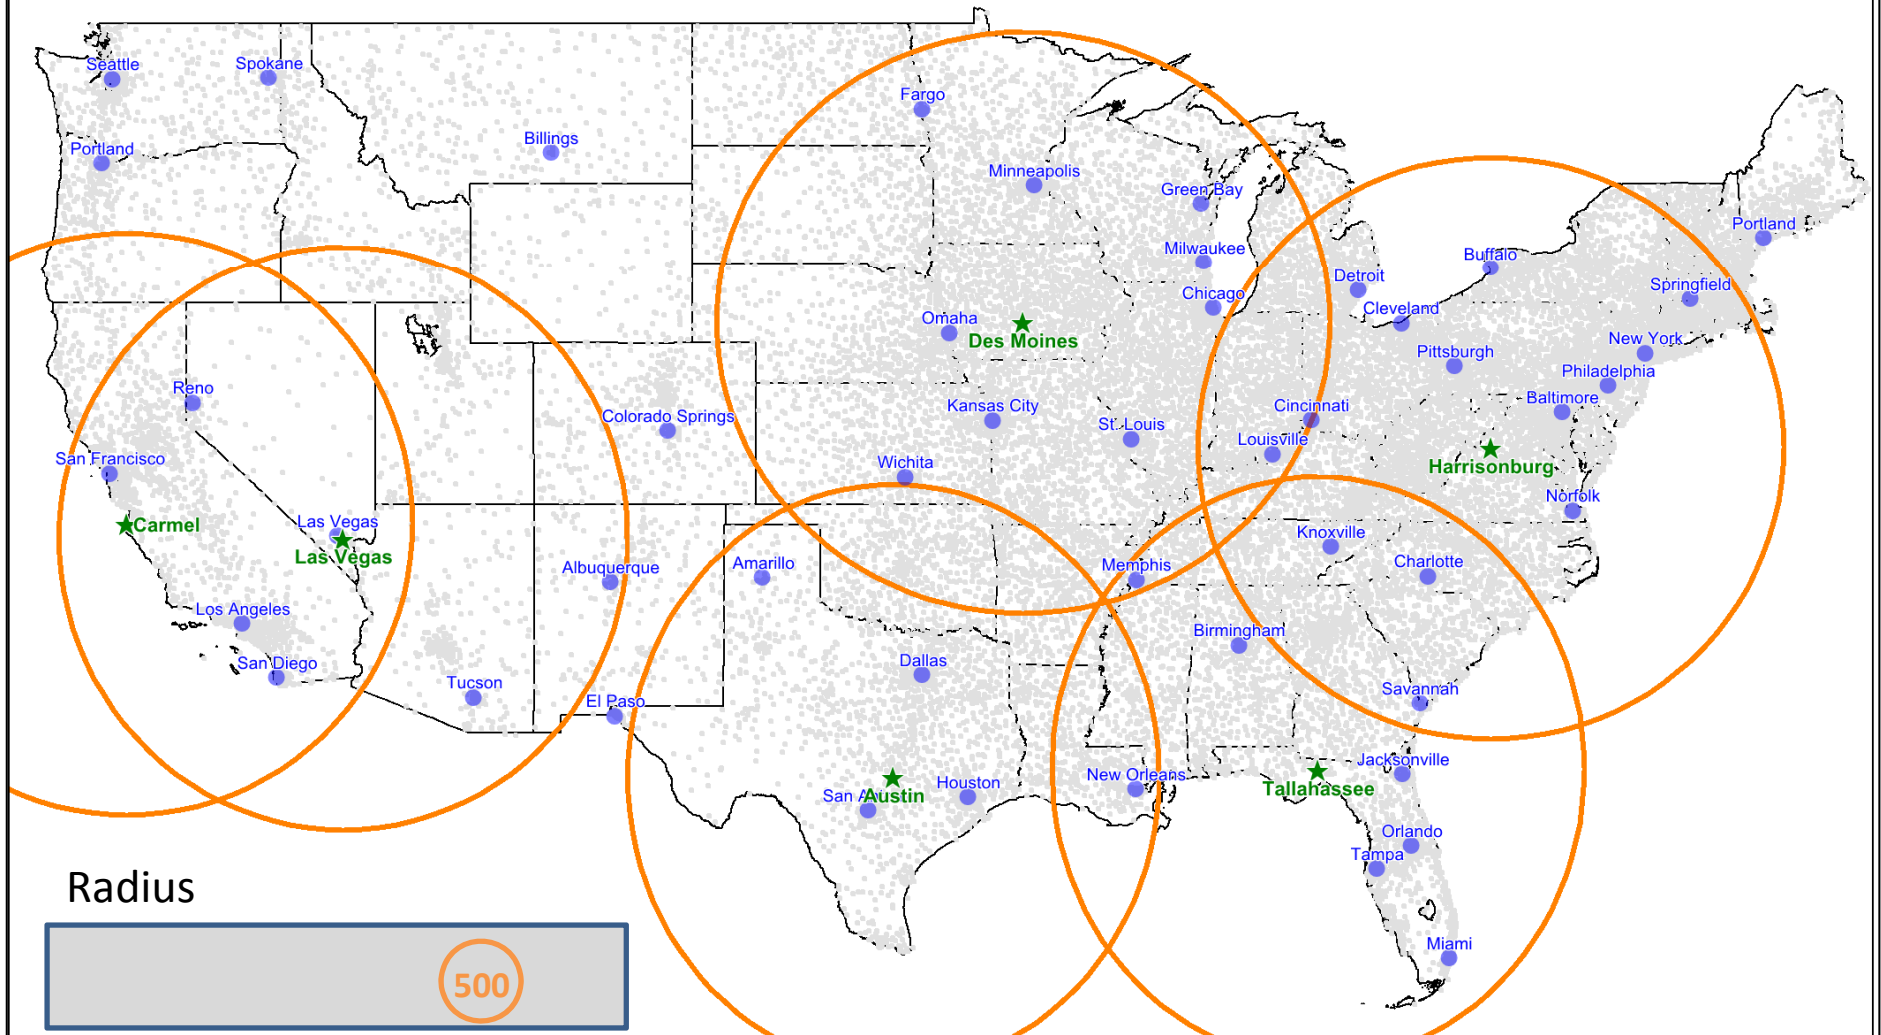 Seattle
Spokane
Fargo
Billings
Portland
Minneapolis
Green Bay
Portland
Milwaukee
Buffalo
Detroit
Springfield
Chicago
Cleveland
Omaha
Des Moines
New York
Pittsburgh
Philadelphia
Reno
Baltimore
Kansas City
Cincinnati
Colorado Springs
St. Louis
Louisville
San Francisco
Wichita
Harrisonburg
Norfolk
Carmel
Las Vegas
Las Vegas
Knoxville
Albuquerque
Amarillo
Memphis
Charlotte
Los Angeles
Birmingham
San Diego
Dallas
Tucson
Savannah
El Paso
Jacksonville
New Orleans
Houston
Tallahassee
San A
Austin
Orlando
Tampa
Radius
Miami
500